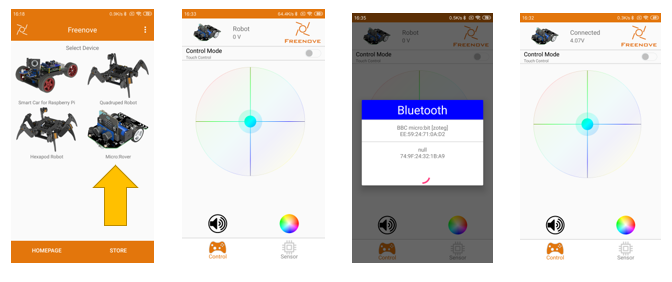 16:18
0.9K/s
Freenove
Select Device
Smart Car for Raspberry Pi
Quadruped Robot
Hexapod Robot
Micro:Rover
HOMEPAGE
STORE
16:33
64.4K/s
Robot
0 V
FREENOVE
Control Mode
Touch Control
Control
Sensor
16:35
0.5K/s
Robot
0 V
FREENOVE
Control Mode
Touch Control
Bluetooth
BBC micro:bit [zoteg]
EE:59:24:71:0A:D2
null
74:9F:24:32:1B:A9
Control
Sensor
16:32
0.3K/s
Connected
4.07V
FREENOVE
Control Mode
Touch Control
Control
Sensor